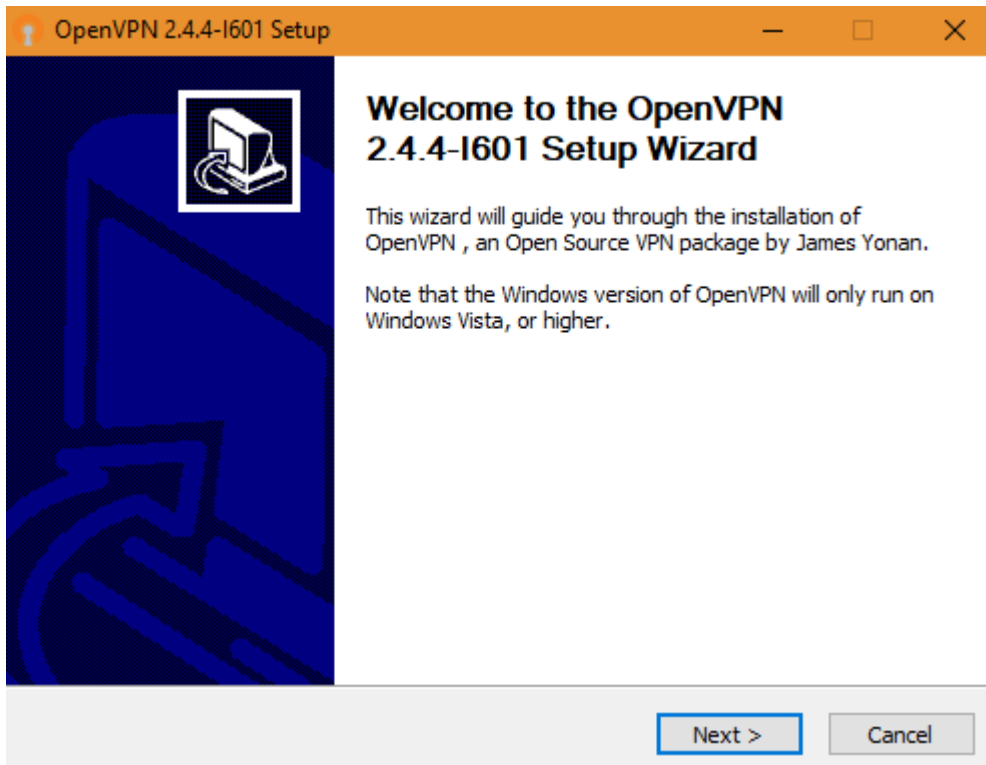 OpenVPN 2.4.4-I601 Setup
Welcome to the OpenVPN
2.4.4-I601 Setup Wizard
This wizard will guide you through the installation of
OpenVPN , an Open Source VPN package by James Yonan.
Note that the Windows version of OpenVPN will only run on
Windows Vista, or higher.
Next >
Cancel